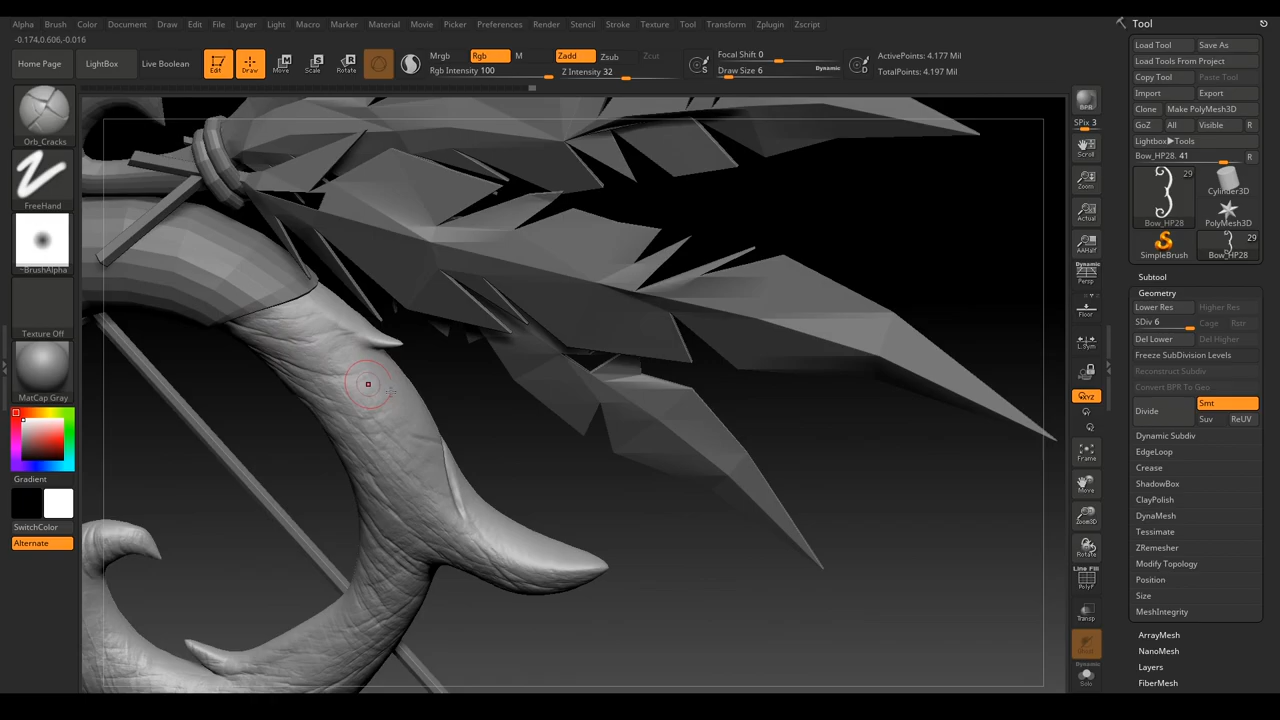 Alpha Brush Color Document Draw Edit File Layer Light Macro Marker Material Movie Picker Preferences Render Stencil Stroke Texture Tool Transform Zplugin Zscript
-0.174,0.606,-0.016
Home Page LightBox Live Boolean Edit Draw Move Scale Rotate
Mrgb Rgb M Zadd Zsub Zcut
Rgb Intensity 100 Z Intensity 32
Focal Shift 0
Draw Size 6 Dynamic
S D
ActivePoints: 4.177 Mil
TotalPoints: 4.197 Mil
Orb_Cracks
FreeHand
~BrushAlpha
Texture Off
MatCap Gray
Gradient
SwitchColor
Alternate
BPR
SPix 3
Scroll
Zoom
Actual
AAHalf
Dynamic
Persp
Floor
L.Sym
XYZ
Frame
Move
Zoom3D
Rotate
Line Fill
PolyF
Transp
Ghost
Dynamic
Solo
Tool
Load Tool Save As
Load Tools From Project
Copy Tool Paste Tool
Import Export
Clone Make PolyMesh3D
GoZ All Visible R
Lightbox▶Tools
Bow_HP28. 41 R
29
Cylinder3D
Bow_HP28 PolyMesh3D
29
SimpleBrush Bow_HP28
Subtool
Geometry
Lower Res Higher Res
SDiv 6 Cage Rstr
Del Lower Del Higher
Freeze SubDivision Levels
Reconstruct Subdiv
Convert BPR To Geo
Divide Smt
Suv ReUV
Dynamic Subdiv
EdgeLoop
Crease
ShadowBox
ClayPolish
DynaMesh
Tessimate
ZRemesher
Modify Topology
Position
Size
MeshIntegrity
ArrayMesh
NanoMesh
Layers
FiberMesh